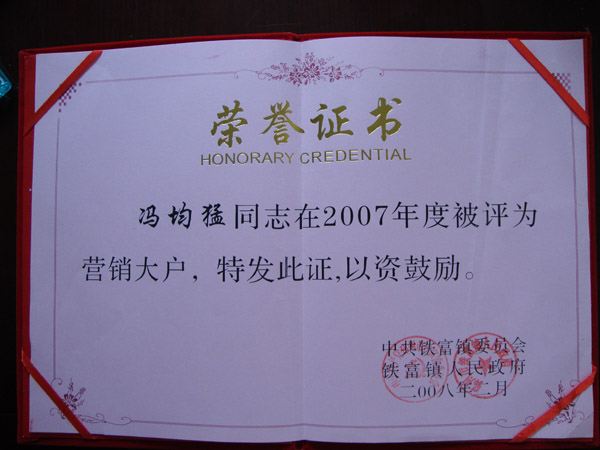 荣誉证书
HONORARY CREDENTIAL
冯均猛同志在2007年度被评为
营销大户，特发此证,以资鼓励。
中共铁富镇委员会
铁富镇人民政府
二00八年二月